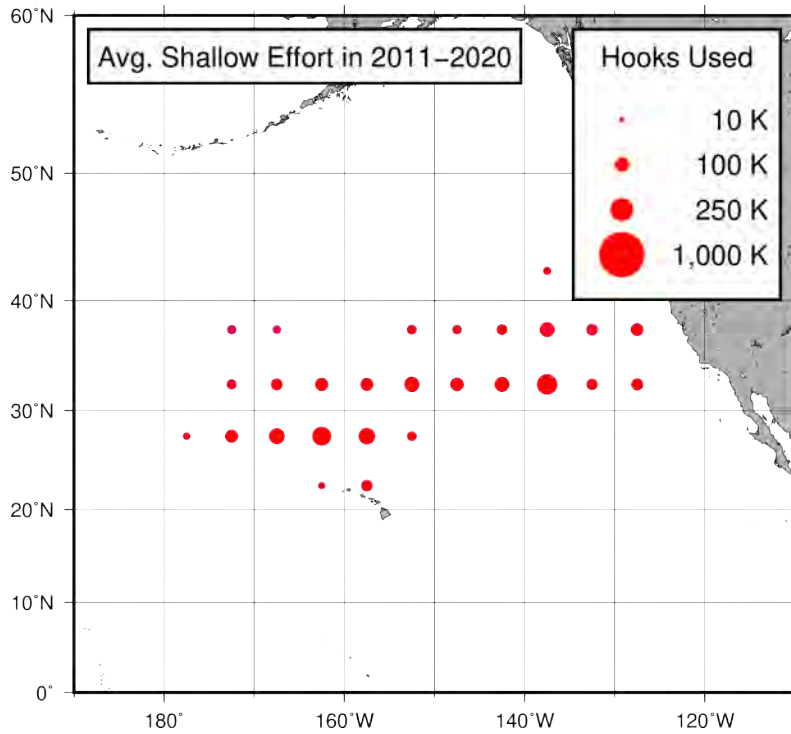 60˚N
Avg. Shallow Effort in 2011−2020
Hooks Used
10 K
100 K
250 K
1,000 K
50˚N
40˚N
30˚N
20˚N
10˚N
0˚
180˚
160˚W
140˚W
120˚W